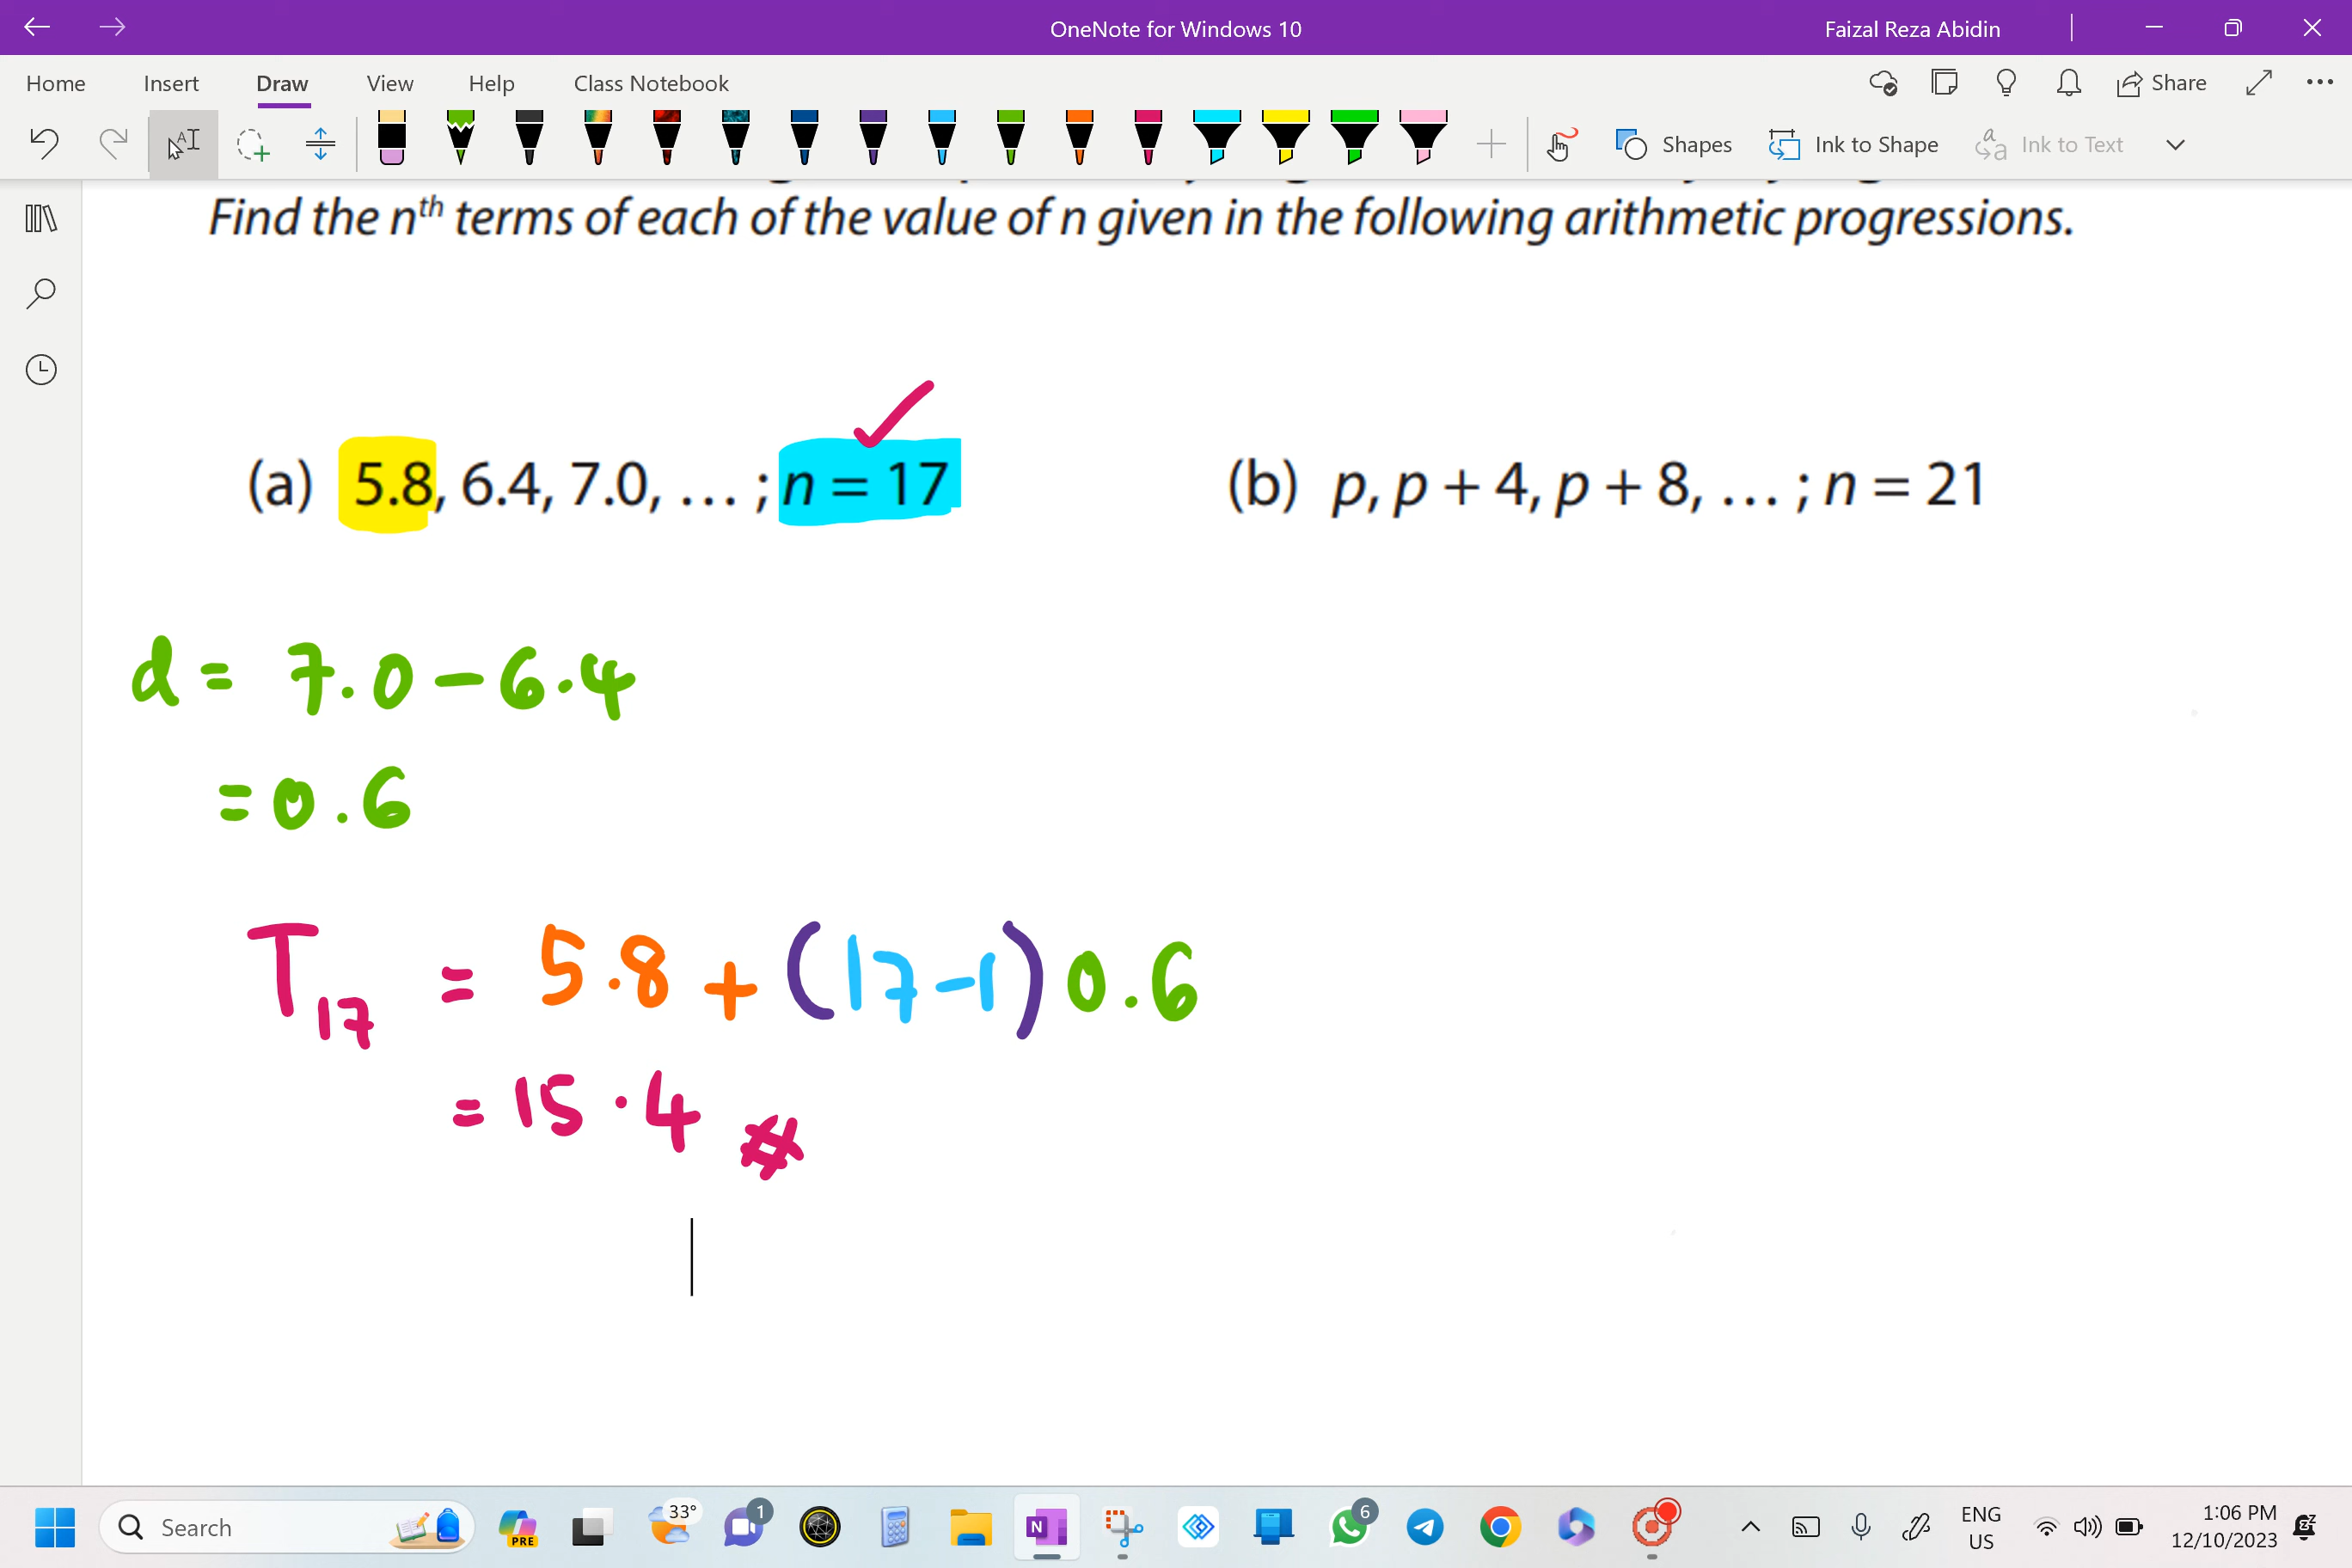 OneNote for Windows 10
Faizal Reza Abidin
Home Insert Draw View Help Class Notebook
Share
Shapes Ink to Shape Ink to Text
Find the nth terms of each of the value of n given in the following arithmetic progressions.
(a) 5.8, 6.4, 7.0, … ; n = 17
(b) p, p + 4, p + 8, … ; n = 21
d = 7.0 - 6.4
= 0.6
T17 = 5.8 + (17-1) 0.6
= 15.4 #
Search
PRE
33°
1
N
6
ENG
US
1:06 PM
12/10/2023